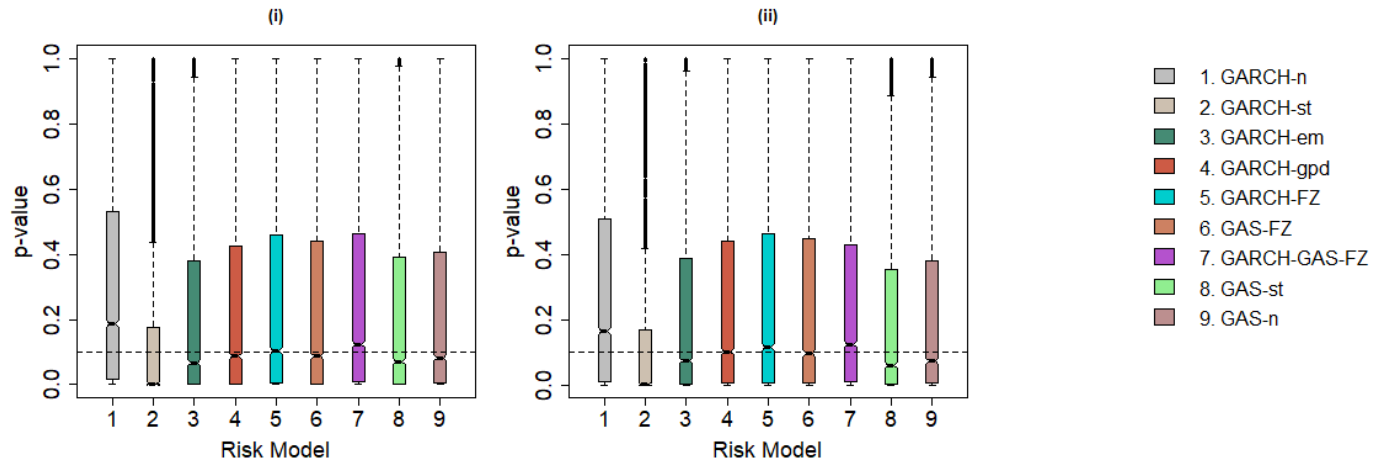 (i)
p-value
1.0
0.8
0.6
0.4
0.2
0.0
1 2 3 4 5 6 7 8 9
Risk Model
(ii)
p-value
1.0
0.8
0.6
0.4
0.2
0.0
1 2 3 4 5 6 7 8 9
Risk Model
1. GARCH-n
2. GARCH-st
3. GARCH-em
4. GARCH-gpd
5. GARCH-FZ
6. GAS-FZ
7. GARCH-GAS-FZ
8. GAS-st
9. GAS-n